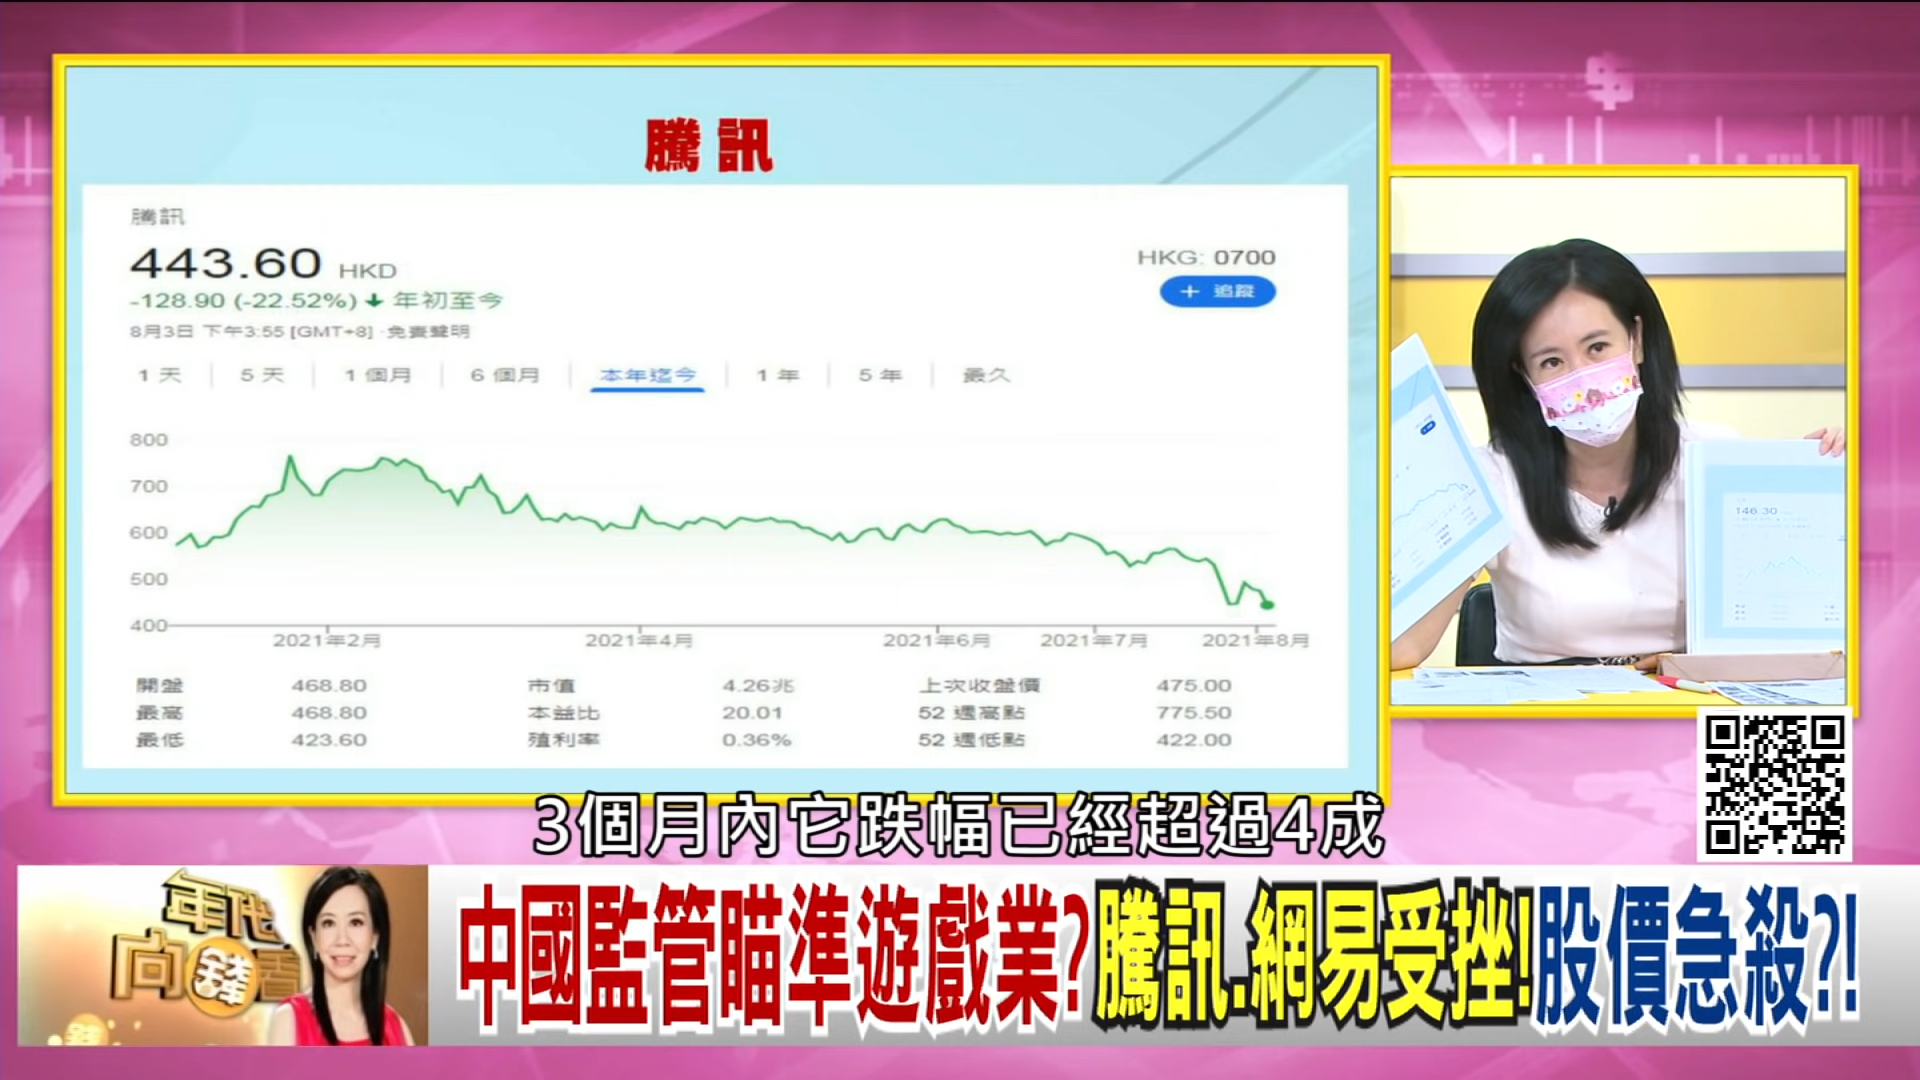 騰訊
騰訊
443.60 HKD
HKG: 0700
-128.90 (-22.52%) ↓ 年初至今
+ 追蹤
8月3日 下午3:55 [GMT+8] · 免責聲明
1 天 5 天 1 個月 6 個月 本年迄今 1 年 5 年 最久
800
700
600
500
400
2021年2月 2021年4月 2021年6月 2021年7月 2021年8月
開盤 468.80 市值 4.26兆 上次收盤價 475.00
最高 468.80 本益比 20.01 52 週高點 775.50
最低 423.60 殖利率 0.36% 52 週低點 422.00
146.30
3個月內它跌幅已經超過4成
年代
向錢看
錢
中國監管瞄準遊戲業?騰訊.網易受挫!股價急殺?!